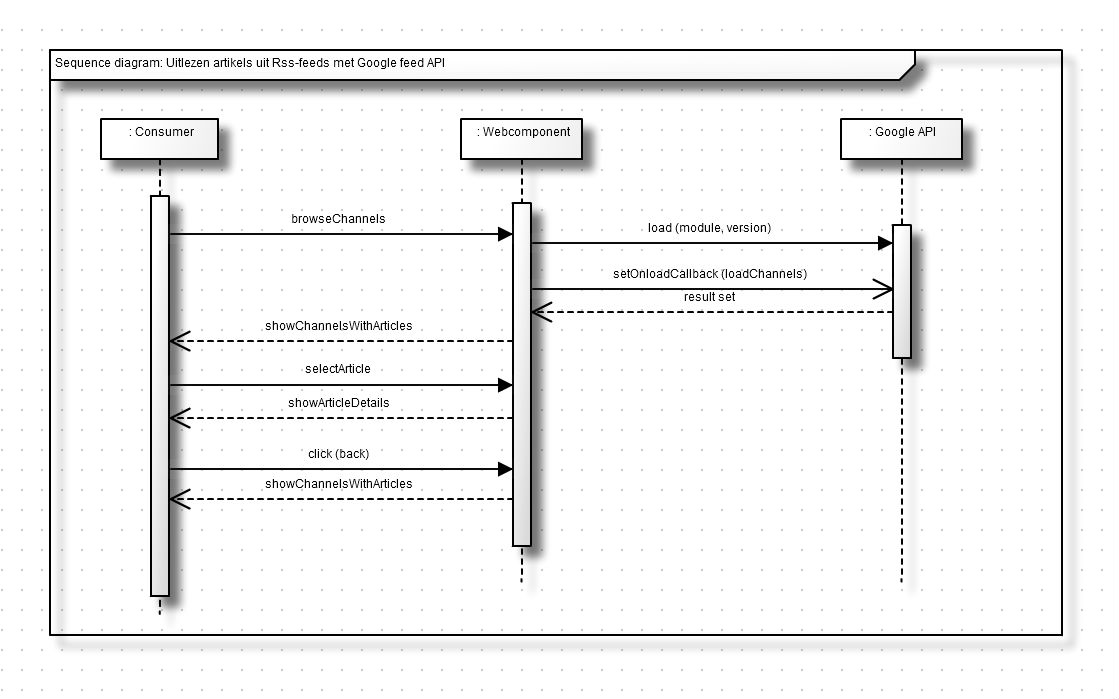 Sequence diagram: Uitlezen artikels uit Rss-feeds met Google feed API
: Consumer
: Webcomponent
: Google API
browseChannels
load (module, version)
setOnloadCallback (loadChannels)
result set
showChannelsWithArticles
selectArticle
showArticleDetails
click (back)
showChannelsWithArticles